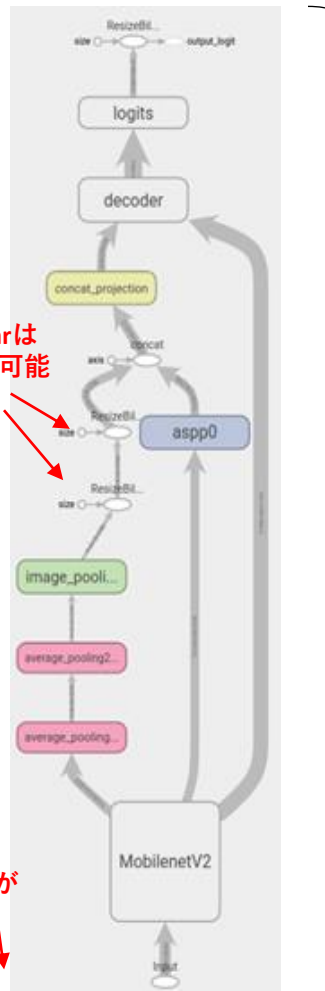 ResizeBil...
size
output_logit
logits
decoder
concat_projection
concat
axis
arは
可能
ResizeBil...
size
aspp0
ResizeBil...
size
image_pooli...
average_pooling2...
average_pooling...
MobilenetV2
が
Input